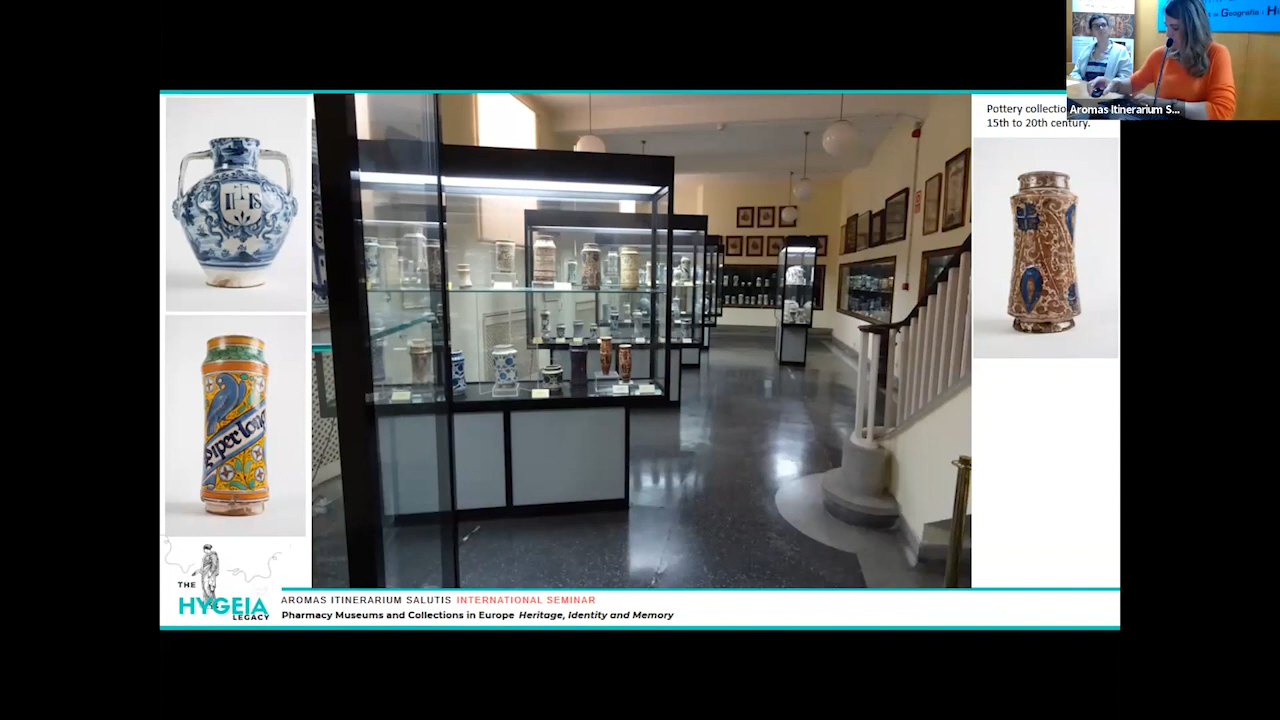 Geografia i H
Aromas Itinerarium S...
Pottery collectio
15th to 20th century.
IHS
piper long
THE
HYGEIA
LEGACY
AROMAS ITINERARIUM SALUTIS INTERNATIONAL SEMINAR
Pharmacy Museums and Collections in Europe Heritage, Identity and Memory